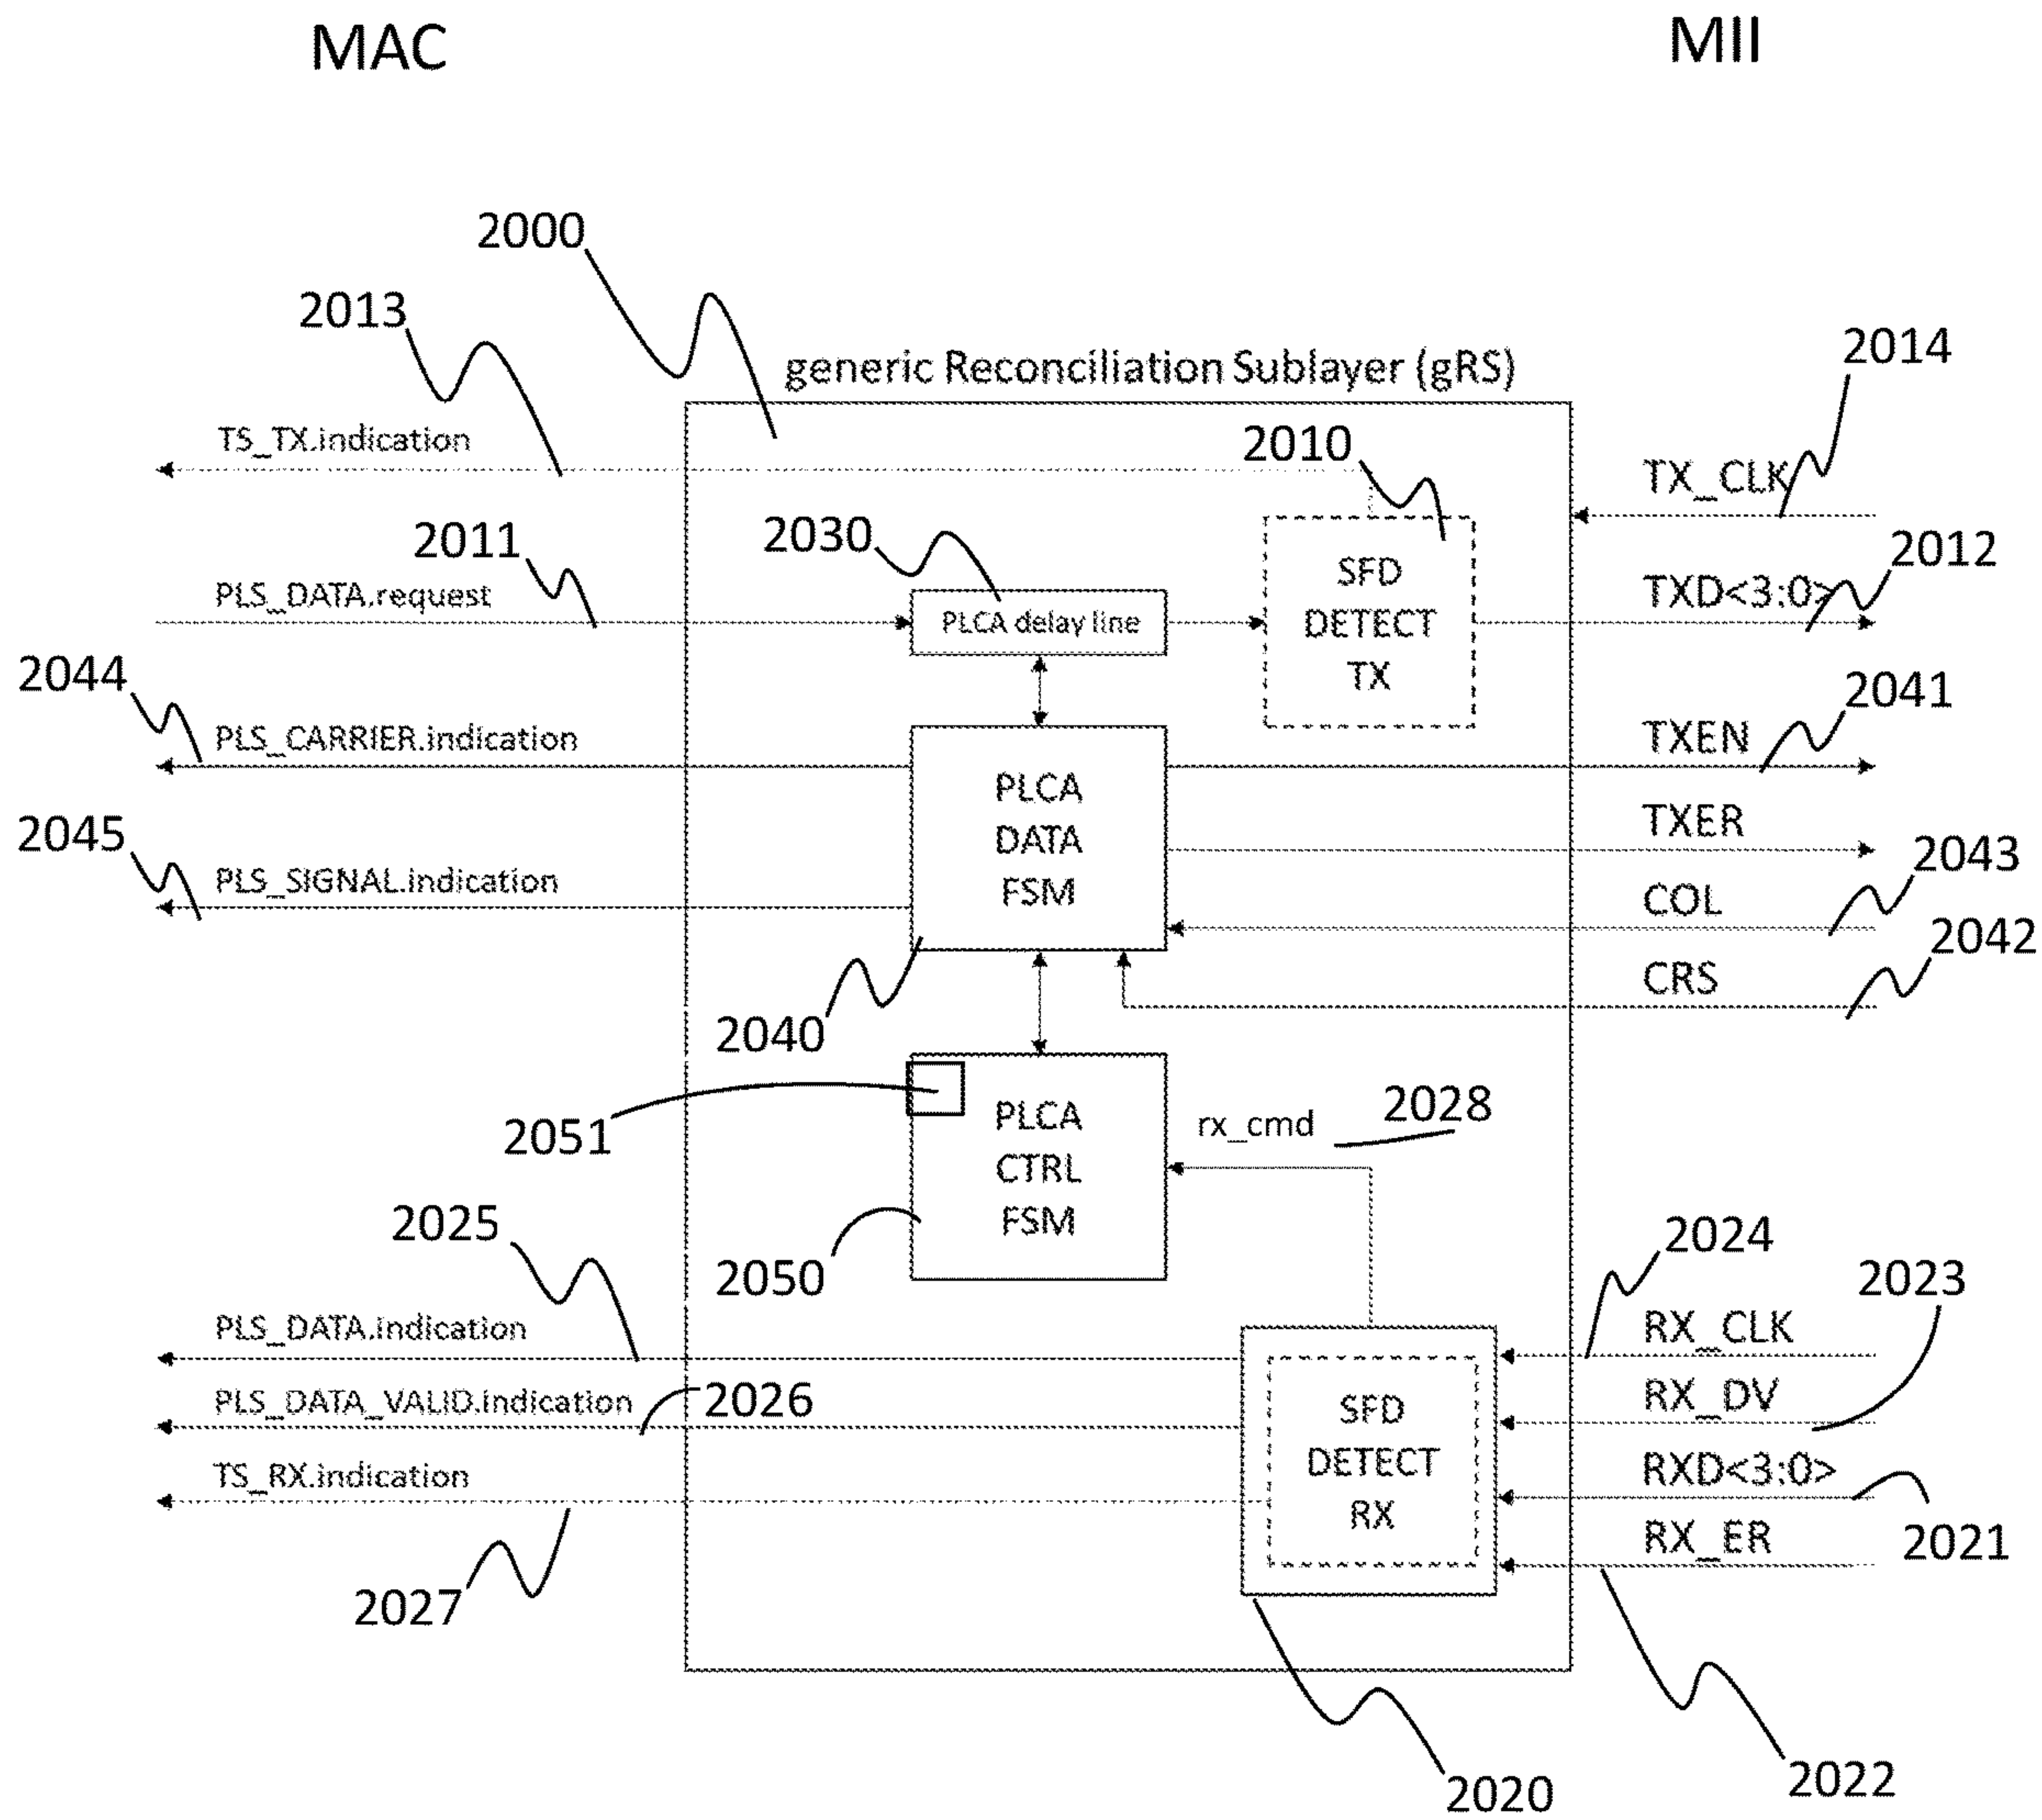 MAC
MII
2000
2013
generic Reconciliation Sublayer (gRS)
2014
TS_TX.indication
2010
TX_CLK
2011
2030
2012
PLS_DATA.request
PLCA delay line
SFD
DETECT
TX
TXD<3:0>
2044
2041
PLS_CARRIER.indication
TXEN
PLCA
DATA
FSM
2045
TXER
2043
PLS_SIGNAL.indication
COL
2042
CRS
2040
2051
PLCA
CTRL
FSM
rx_cmd
2028
2025
2050
2024
2023
PLS_DATA.indication
RX_CLK
PLS_DATA_VALID.indication
2026
SFD
DETECT
RX
RX_DV
TS_RX.indication
RXD<3:0>
2021
RX_ER
2027
2020
2022